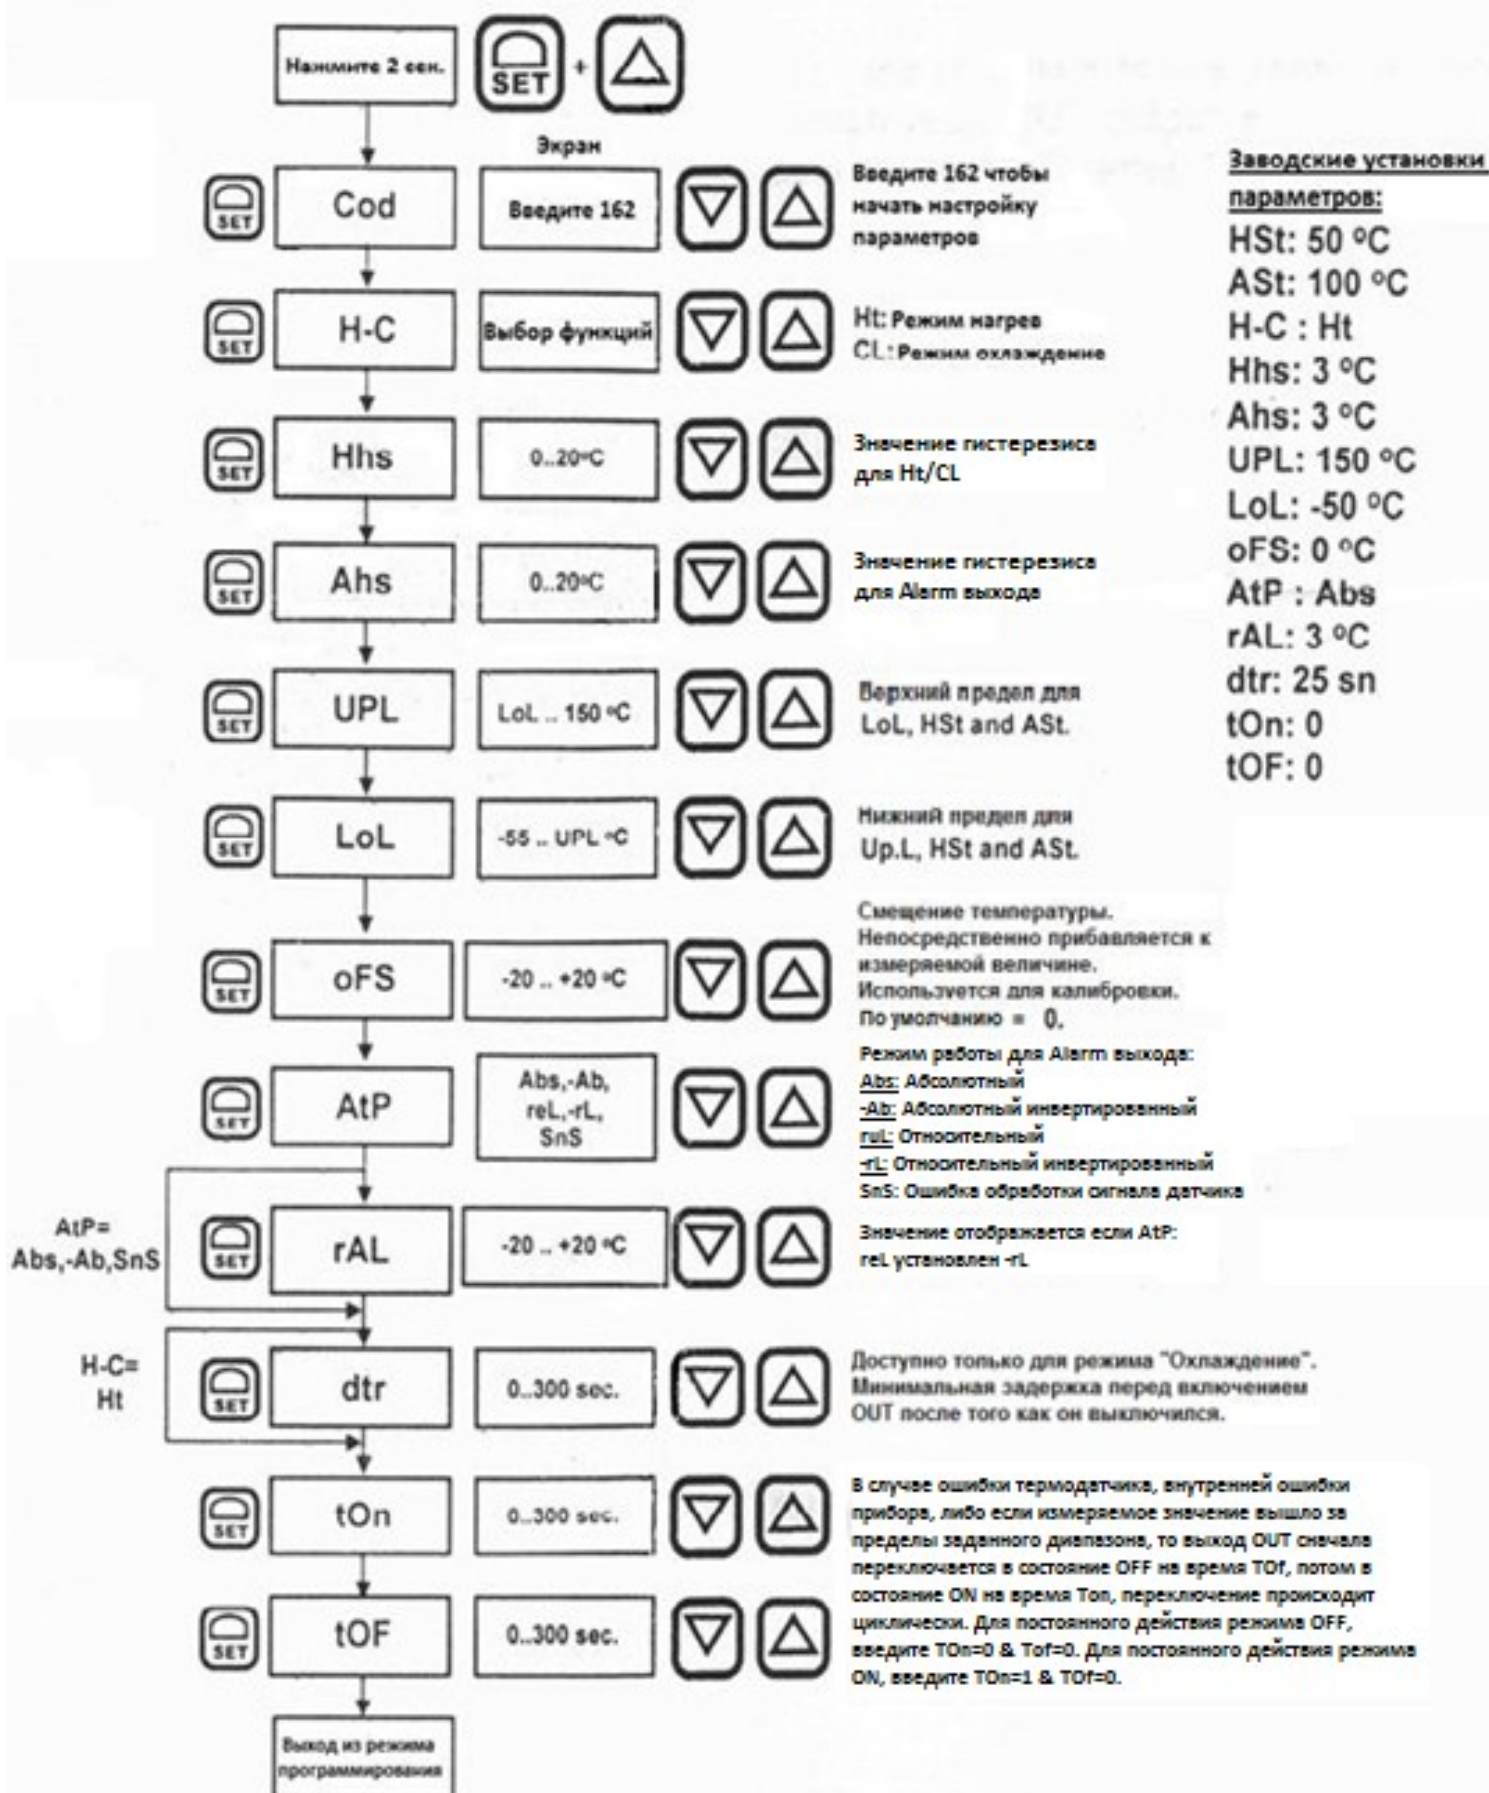 Нажмите 2 сек.
SET
+
Экран
SET
Cod
Введите 162
Введите 162 чтобы
начать настройку
параметров
SET
H-C
Выбор функций
Ht: Режим нагрев
CL: Режим охлаждение
SET
Hhs
0..20°C
Значение гистерезиса
для Ht/CL
SET
Ahs
0..20°C
Значение гистерезиса
для Alarm выхода
SET
UPL
LoL .. 150 °C
Верхний предел для
LoL, HSt and ASt.
SET
LoL
-55 .. UPL °C
Нижний предел для
Up.L, HSt and ASt.
SET
oFS
-20 .. +20 °C
Смещение температуры.
Непосредственно прибавляется к
измеряемой величине.
Используется для калибровки.
По умолчанию = 0.
SET
AtP
Abs,-Ab,
reL,-rL,
SnS
Режим работы для Alarm выхода:
Abs: Абсолютный
-Ab: Абсолютный инвертированный
ruL: Относительный
-rL: Относительный инвертированный
SnS: Ошибка обработки сигнала датчика
AtP=
Abs,-Ab,SnS
SET
rAL
-20 .. +20 °C
Значение отображается если AtP:
reL установлен -rL
H-C=
Ht
SET
dtr
0..300 sec.
Доступно только для режима "Охлаждение".
Минимальная задержка перед включением
OUT после того как он выключился.
SET
tOn
0..300 sec.
SET
tOF
0..300 sec.
В случае ошибки термодатчика, внутренней ошибки
прибора, либо если измеряемое значение вышло за
пределы заданного диапазона, то выход OUT сначала
переключается в состояние OFF на время TOf, потом в
состояние ON на время Ton, переключение происходит
циклически. Для постоянного действия режима OFF,
введите TOn=0 & Tof=0. Для постоянного действия режима
ON, введите TOn=1 & TOf=0.
Выход из режима
программирования
Заводские установки
параметров:
HSt: 50 °C
ASt: 100 °C
H-C : Ht
Hhs: 3 °C
Ahs: 3 °C
UPL: 150 °C
LoL: -50 °C
oFS: 0 °C
AtP : Abs
rAL: 3 °C
dtr: 25 sn
tOn: 0
tOF: 0